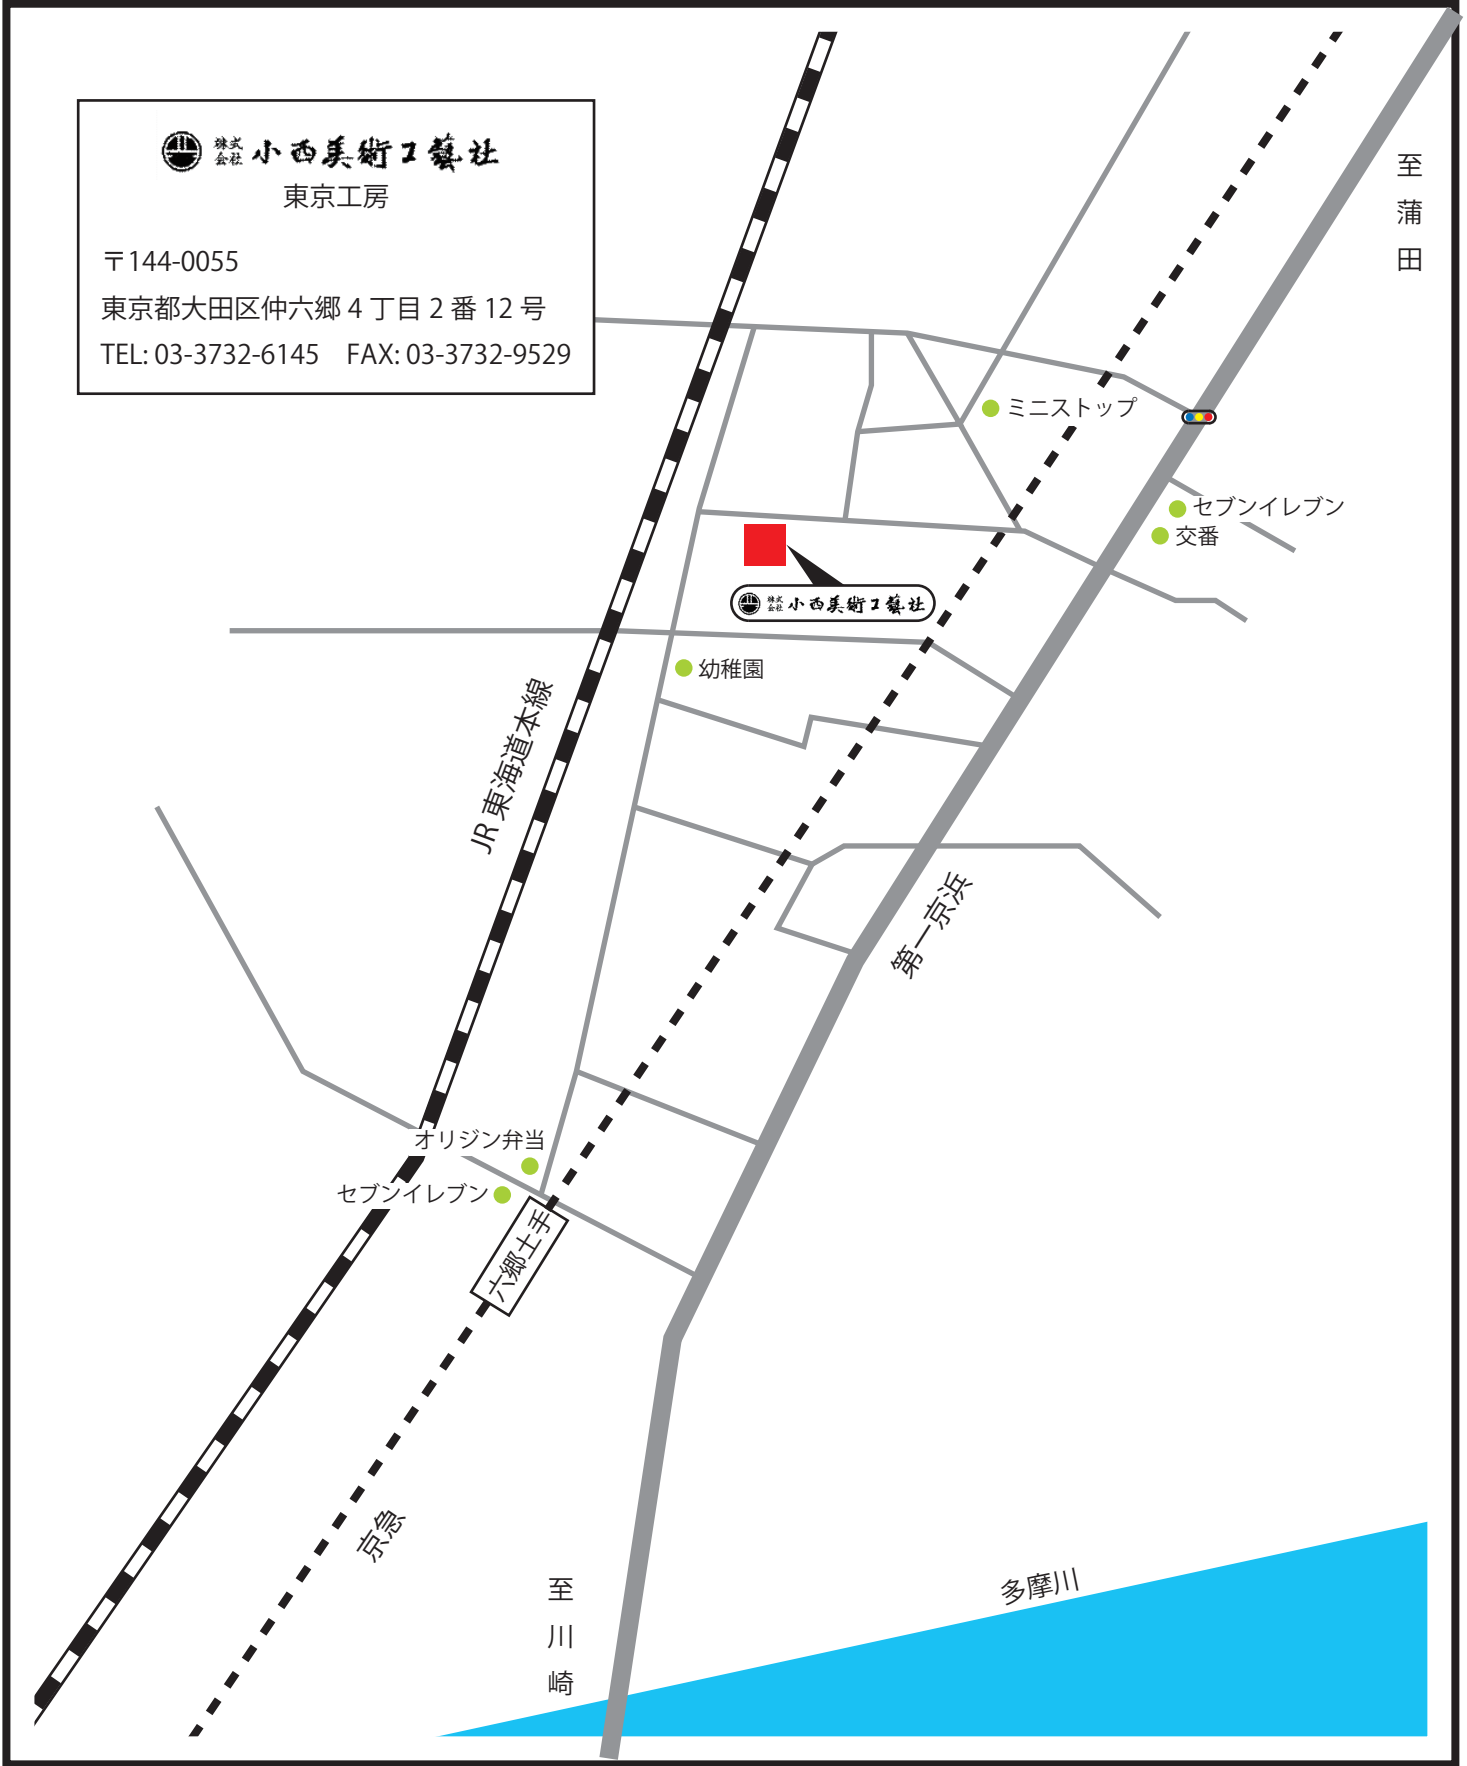 株式会社 小西美術工藝社
東京工房
〒144-0055
東京都大田区仲六郷 4 丁目 2 番 12 号
TEL: 03-3732-6145 FAX: 03-3732-9529
至蒲田
ミニストップ
セブンイレブン
交番
株式会社 小西美術工藝社
幼稚園
JR 東海道本線
第一京浜
オリジン弁当
セブンイレブン
六郷土手
京急
至川崎
多摩川